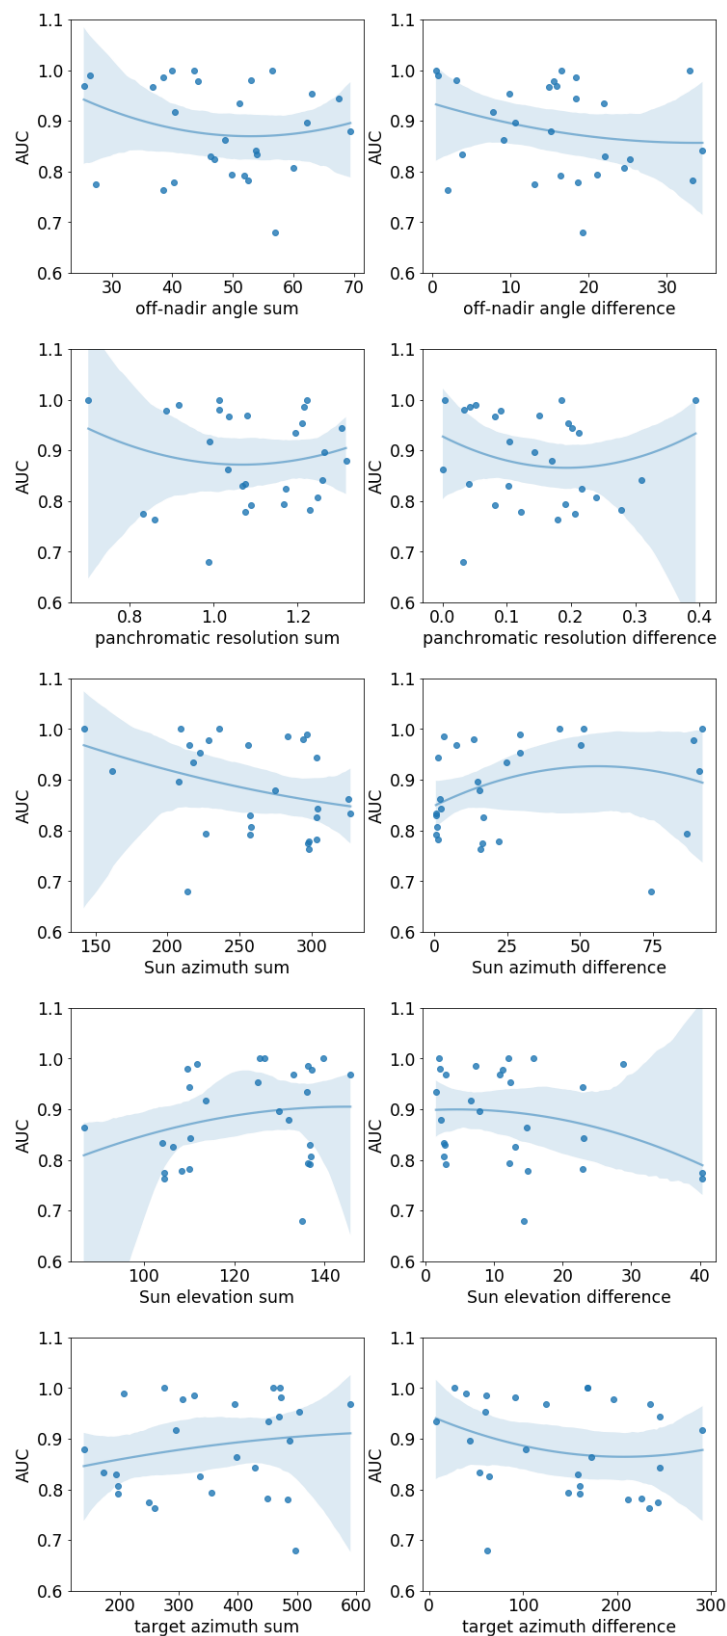 1.1
1.0
0.9
0.8
0.7
0.6
AUC
30 40 50 60 70
off-nadir angle sum
1.1
1.0
0.9
0.8
0.7
0.6
AUC
0 10 20 30
off-nadir angle difference
1.1
1.0
0.9
0.8
0.7
0.6
AUC
0.8 1.0 1.2
panchromatic resolution sum
1.1
1.0
0.9
0.8
0.7
0.6
AUC
0.0 0.1 0.2 0.3 0.4
panchromatic resolution difference
1.1
1.0
0.9
0.8
0.7
0.6
AUC
150 200 250 300
Sun azimuth sum
1.1
1.0
0.9
0.8
0.7
0.6
AUC
0 25 50 75
Sun azimuth difference
1.1
1.0
0.9
0.8
0.7
0.6
AUC
100 120 140
Sun elevation sum
1.1
1.0
0.9
0.8
0.7
0.6
AUC
0 10 20 30 40
Sun elevation difference
1.1
1.0
0.9
0.8
0.7
0.6
AUC
200 300 400 500 600
target azimuth sum
1.1
1.0
0.9
0.8
0.7
0.6
AUC
0 100 200 300
target azimuth difference